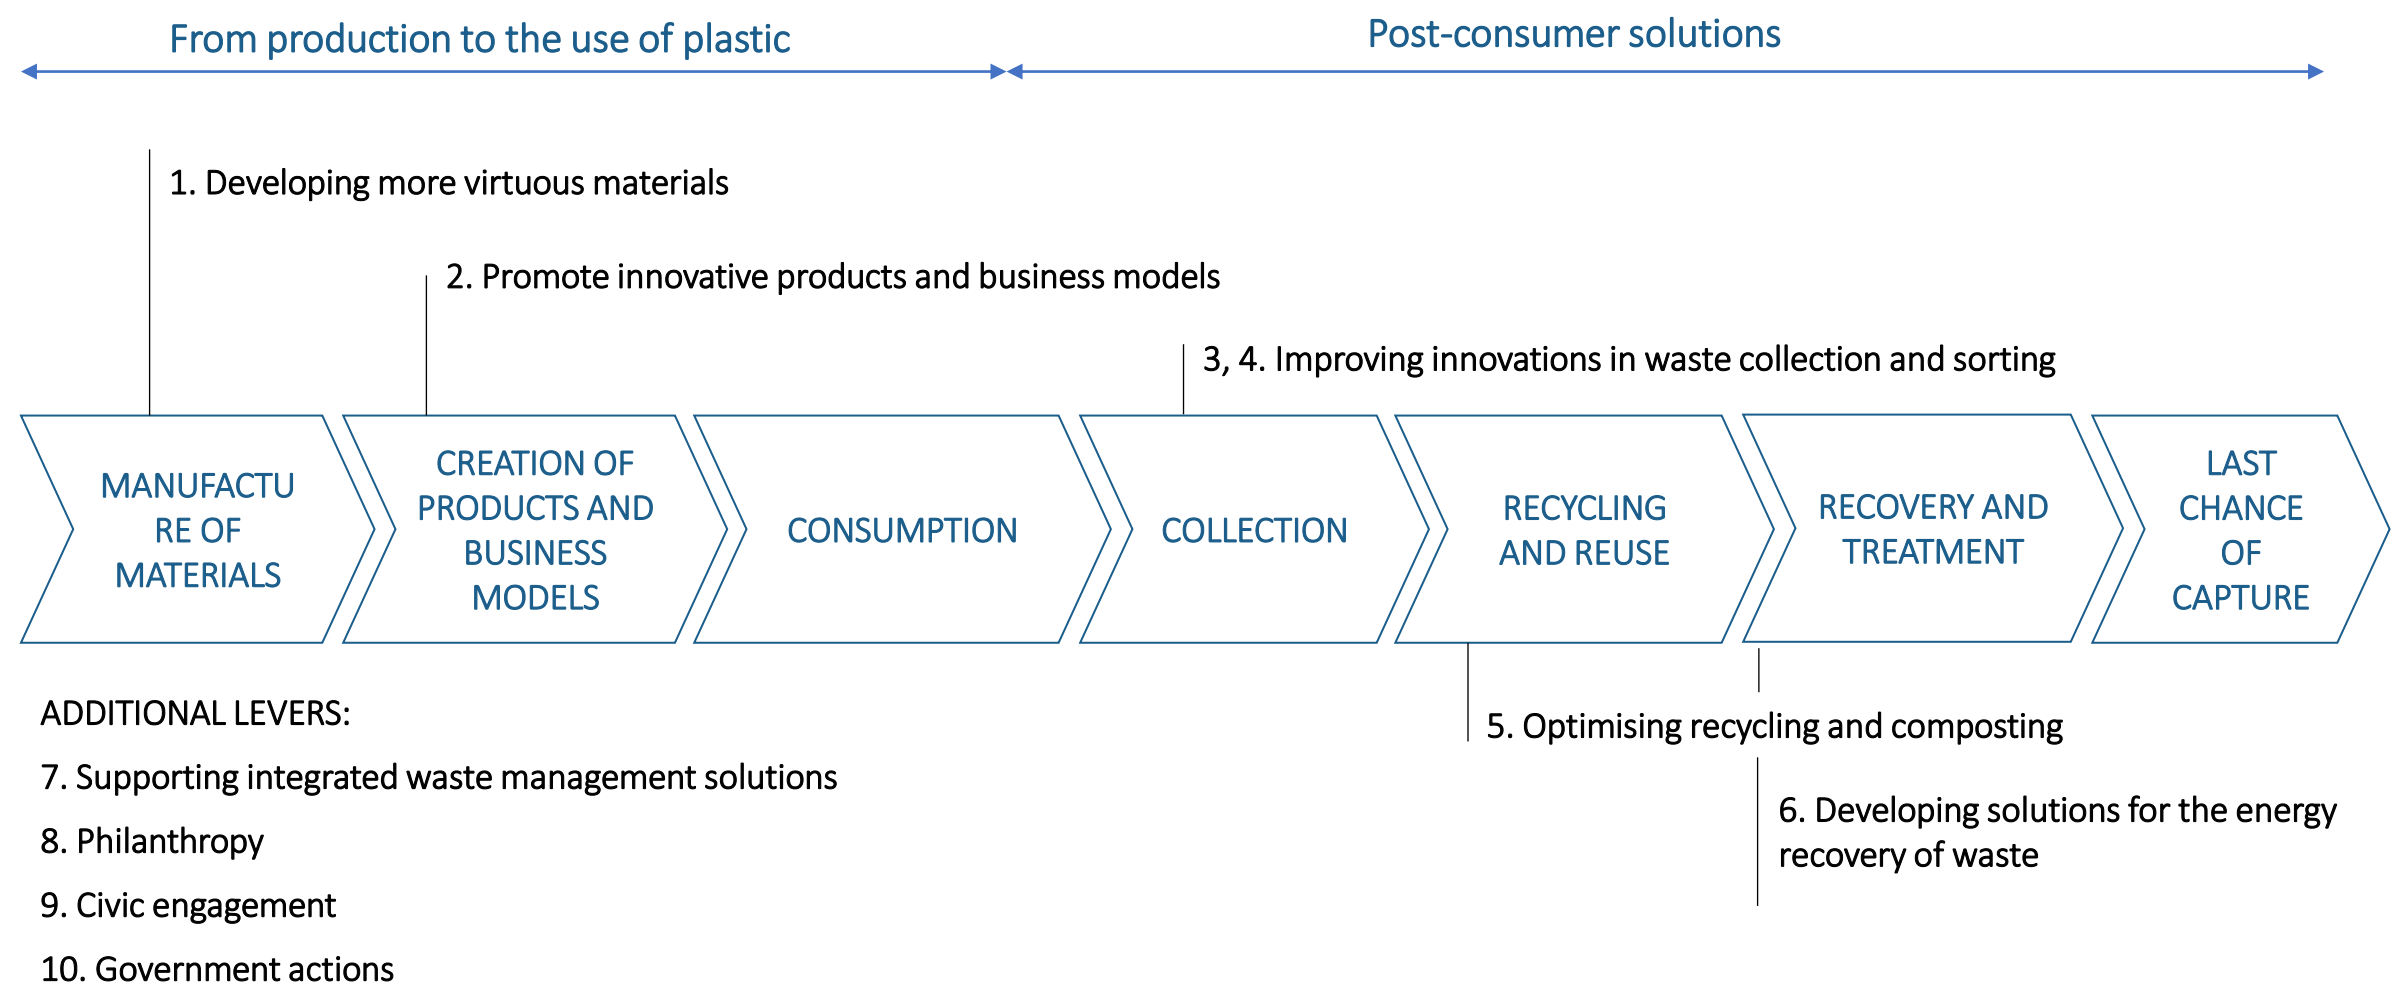 From production to the use of plastic
Post-consumer solutions
1. Developing more virtuous materials
2. Promote innovative products and business models
3, 4. Improving innovations in waste collection and sorting
MANUFACTU
RE OF
MATERIALS
CREATION OF
PRODUCTS AND
BUSINESS
MODELS
CONSUMPTION
COLLECTION
RECYCLING
AND REUSE
RECOVERY AND
TREATMENT
LAST
CHANCE
OF
CAPTURE
5. Optimising recycling and composting
6. Developing solutions for the energy
recovery of waste
ADDITIONAL LEVERS:
7. Supporting integrated waste management solutions
8. Philanthropy
9. Civic engagement
10. Government actions